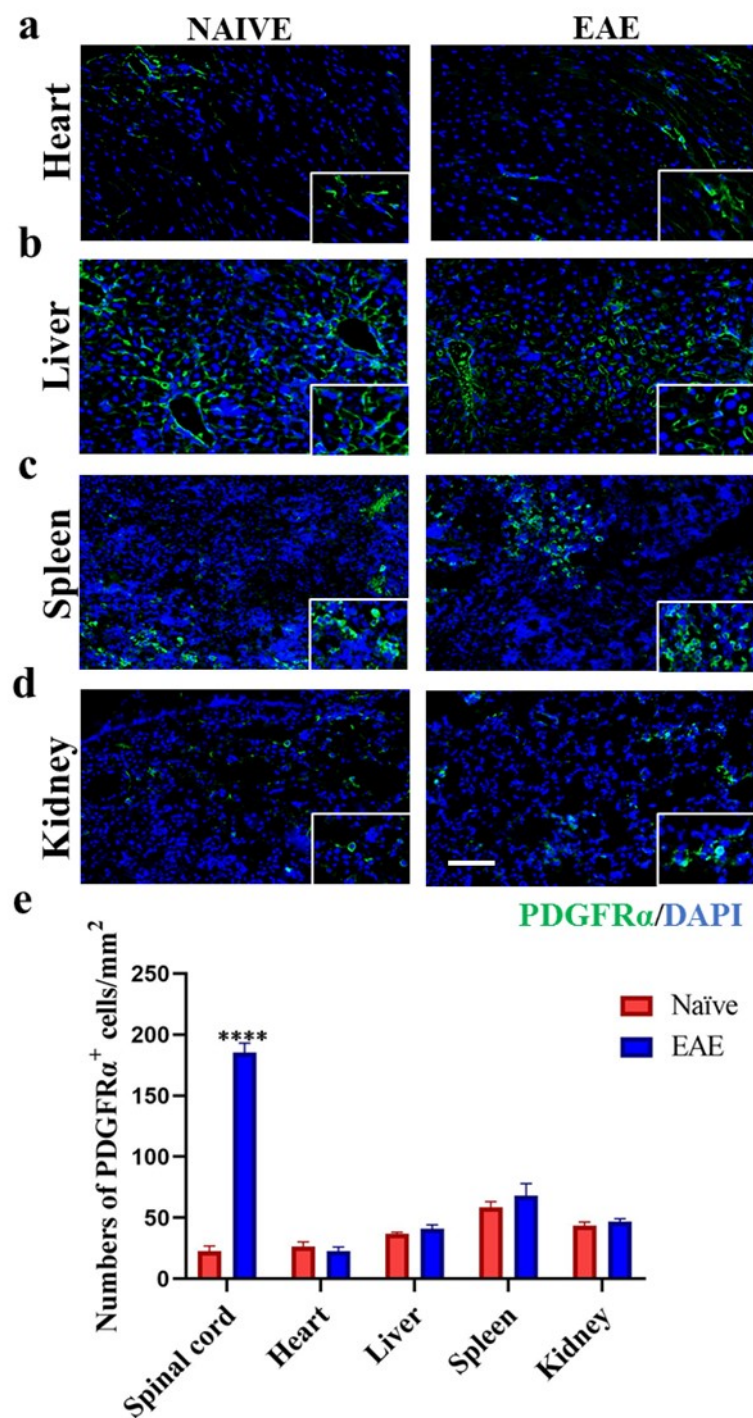 a
NAIVE
EAE
Heart
b
Liver
c
Spleen
d
Kidney
e
PDGFRα/DAPI
Numbers of PDGFRα⁺ cells/mm²
250
200
150
100
50
0
****
Naïve
EAE
Spinal cord
Heart
Liver
Spleen
Kidney